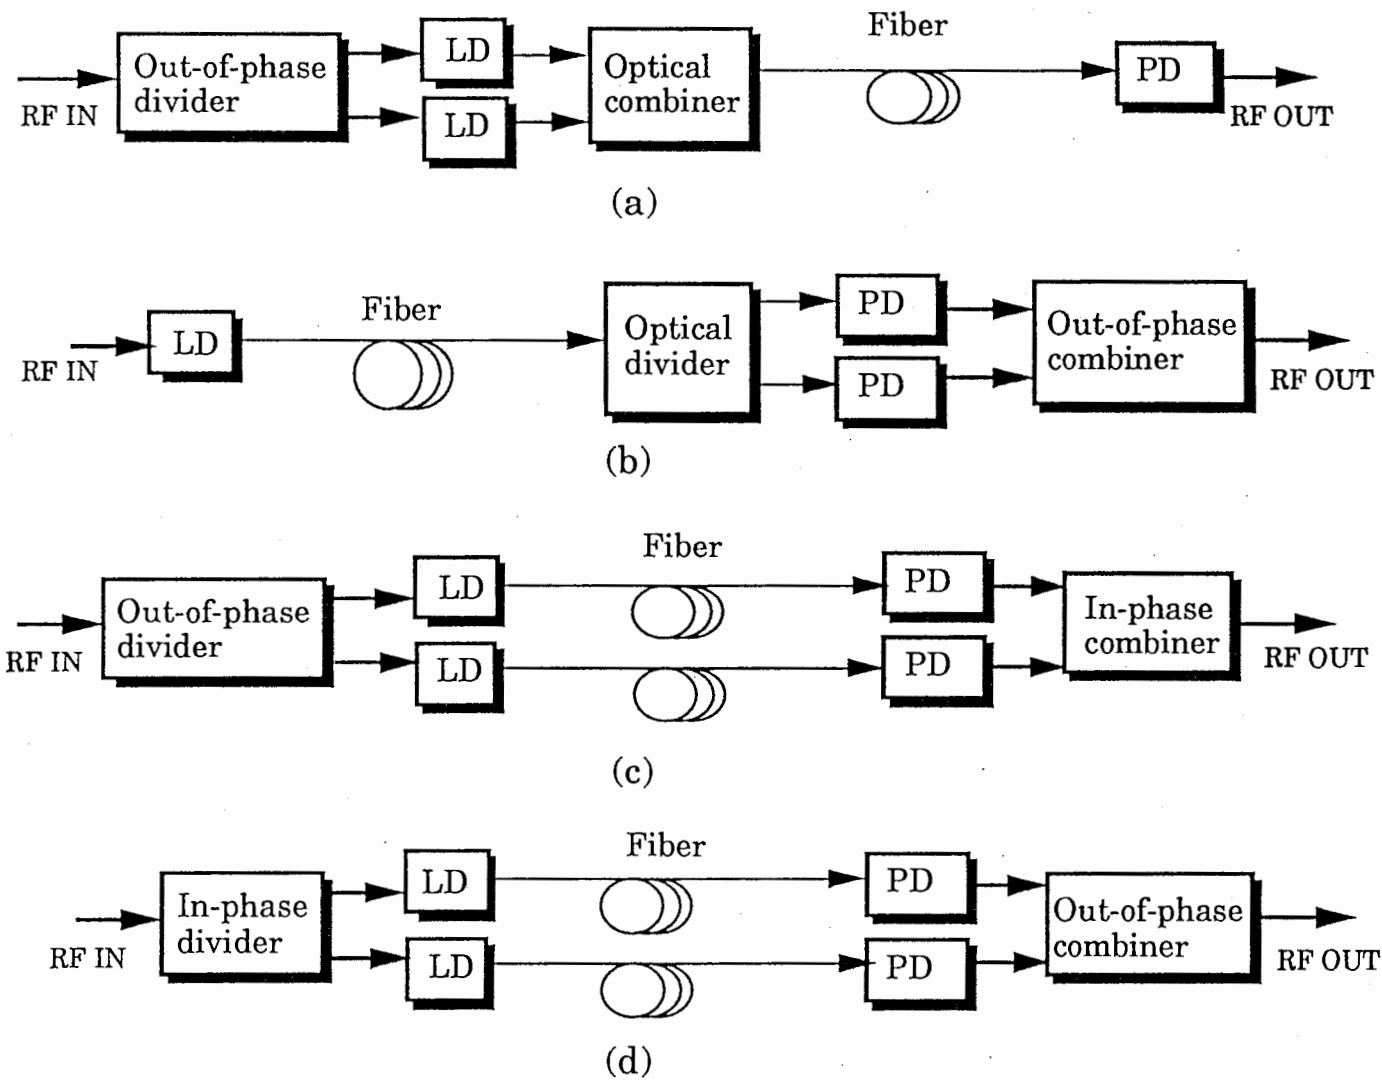 Fiber
LD
Out-of-phase
divider
Optical
combiner
PD
RF IN
LD
RF OUT
(a)
Fiber
PD
LD
Optical
divider
Out-of-phase
combiner
RF IN
PD
RF OUT
(b)
Fiber
LD
PD
Out-of-phase
divider
In-phase
combiner
RF IN
LD
PD
RF OUT
(c)
Fiber
LD
PD
In-phase
divider
Out-of-phase
combiner
RF IN
LD
PD
RF OUT
(d)